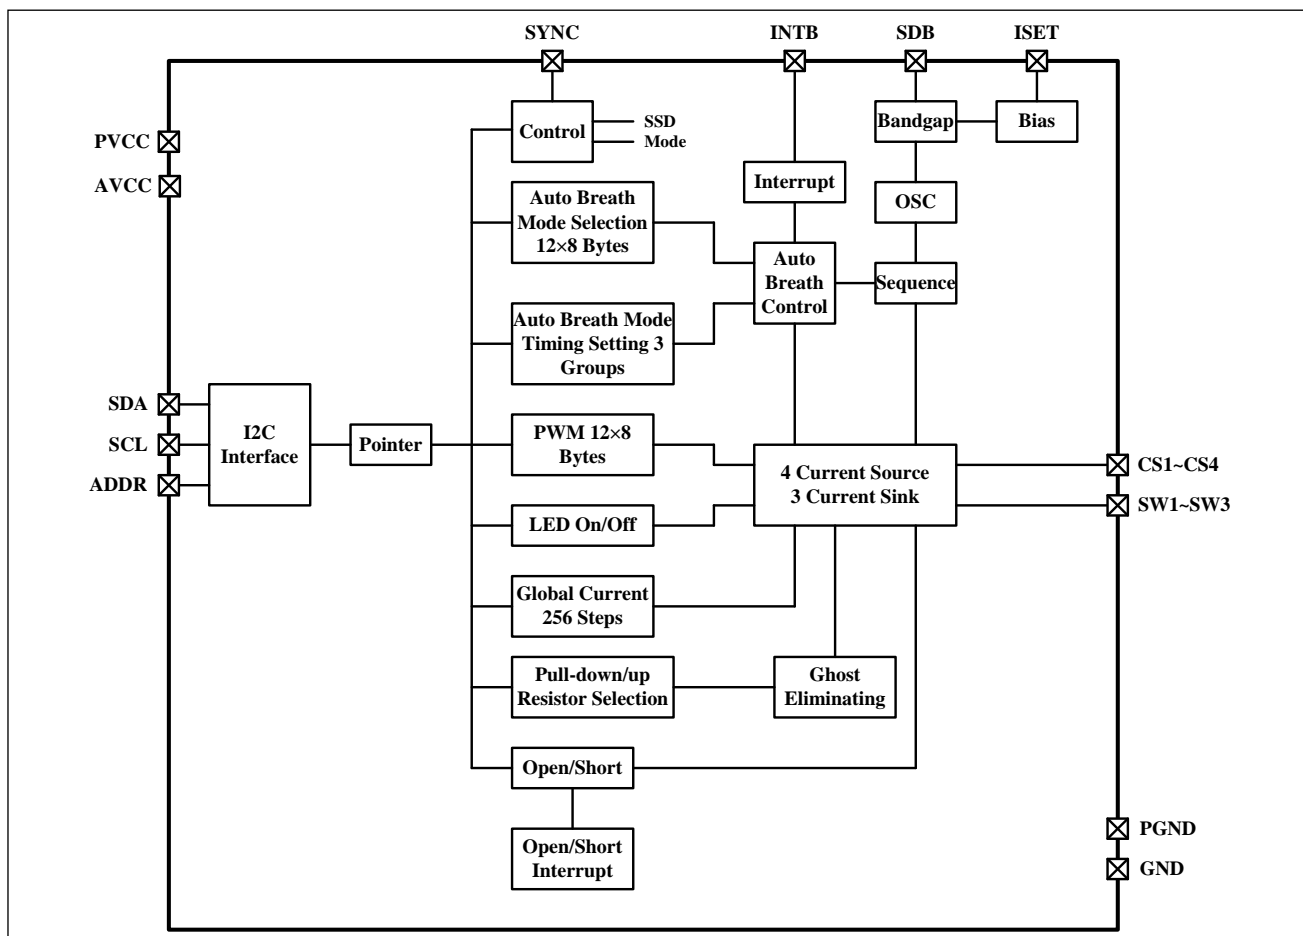 SYNC
INTB
SDB
ISET
PVCC
AVCC
Control
SSD
Mode
Bandgap
Bias
Interrupt
OSC
Auto Breath
Mode Selection
12×8 Bytes
Auto
Breath
Control
Sequence
Auto Breath Mode
Timing Setting 3
Groups
SDA
SCL
ADDR
I2C
Interface
Pointer
PWM 12×8
Bytes
4 Current Source
3 Current Sink
CS1~CS4
SW1~SW3
LED On/Off
Global Current
256 Steps
Pull-down/up
Resistor Selection
Ghost
Eliminating
Open/Short
Open/Short
Interrupt
PGND
GND